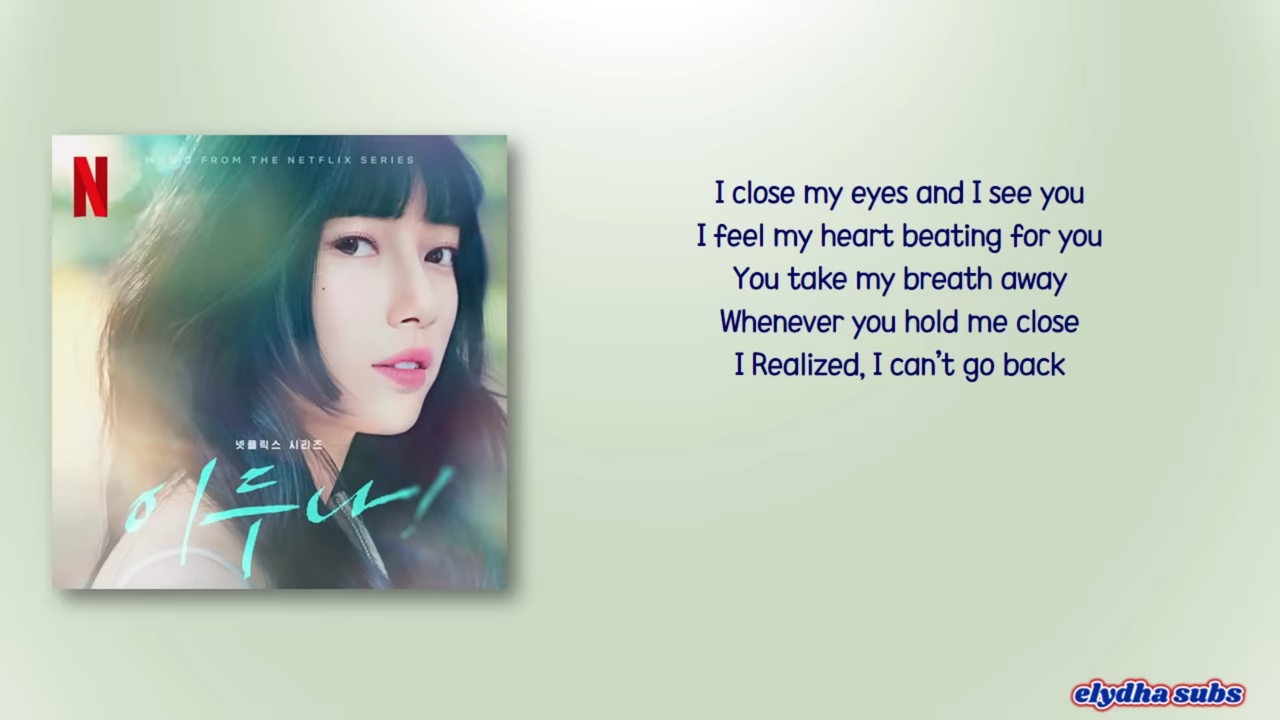 MUSIC FROM THE NETFLIX SERIES
N
넷플릭스 시리즈
이두나!
I close my eyes and I see you
I feel my heart beating for you
You take my breath away
Whenever you hold me close
I Realized, I can't go back
elydha subs